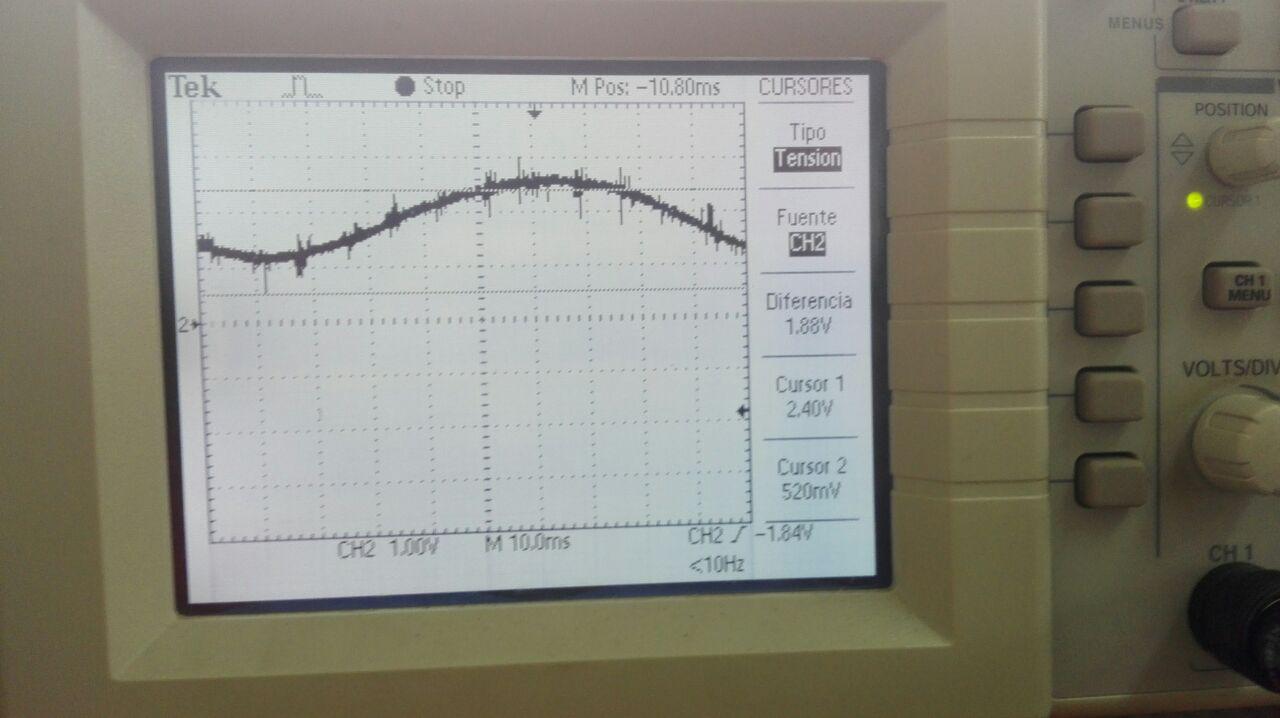 Tek
Stop
M Pos: -10.80ms
CURSORES
Tipo
Tension
Fuente
CH2
Diferencia
1.88V
Cursor 1
2.40V
Cursor 2
520mV
2
CH2 1.00V
M 10.0ms
CH2
-1.84V
<10Hz
MENUS
POSITION
CURSOR 1
CH 1
MENU
VOLTS/DIV
CH 1